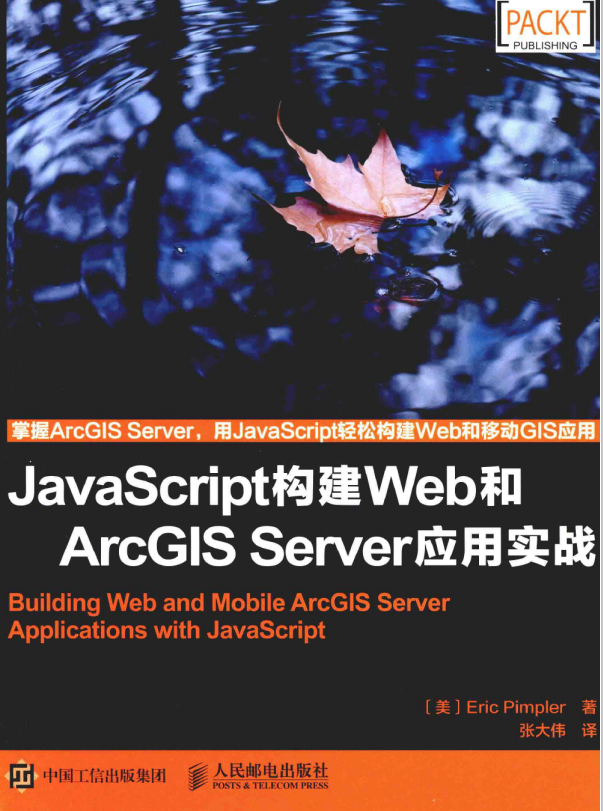 PACKT
PUBLISHING
掌握ArcGIS Server，用JavaScript轻松构建Web和移动GIS应用
JavaScript构建Web和
ArcGIS Server应用实战
Building Web and Mobile ArcGIS Server
Applications with JavaScript
［美］Eric Pimpler 著
张大伟 译
中国工信出版集团
人民邮电出版社
POSTS & TELECOM PRESS